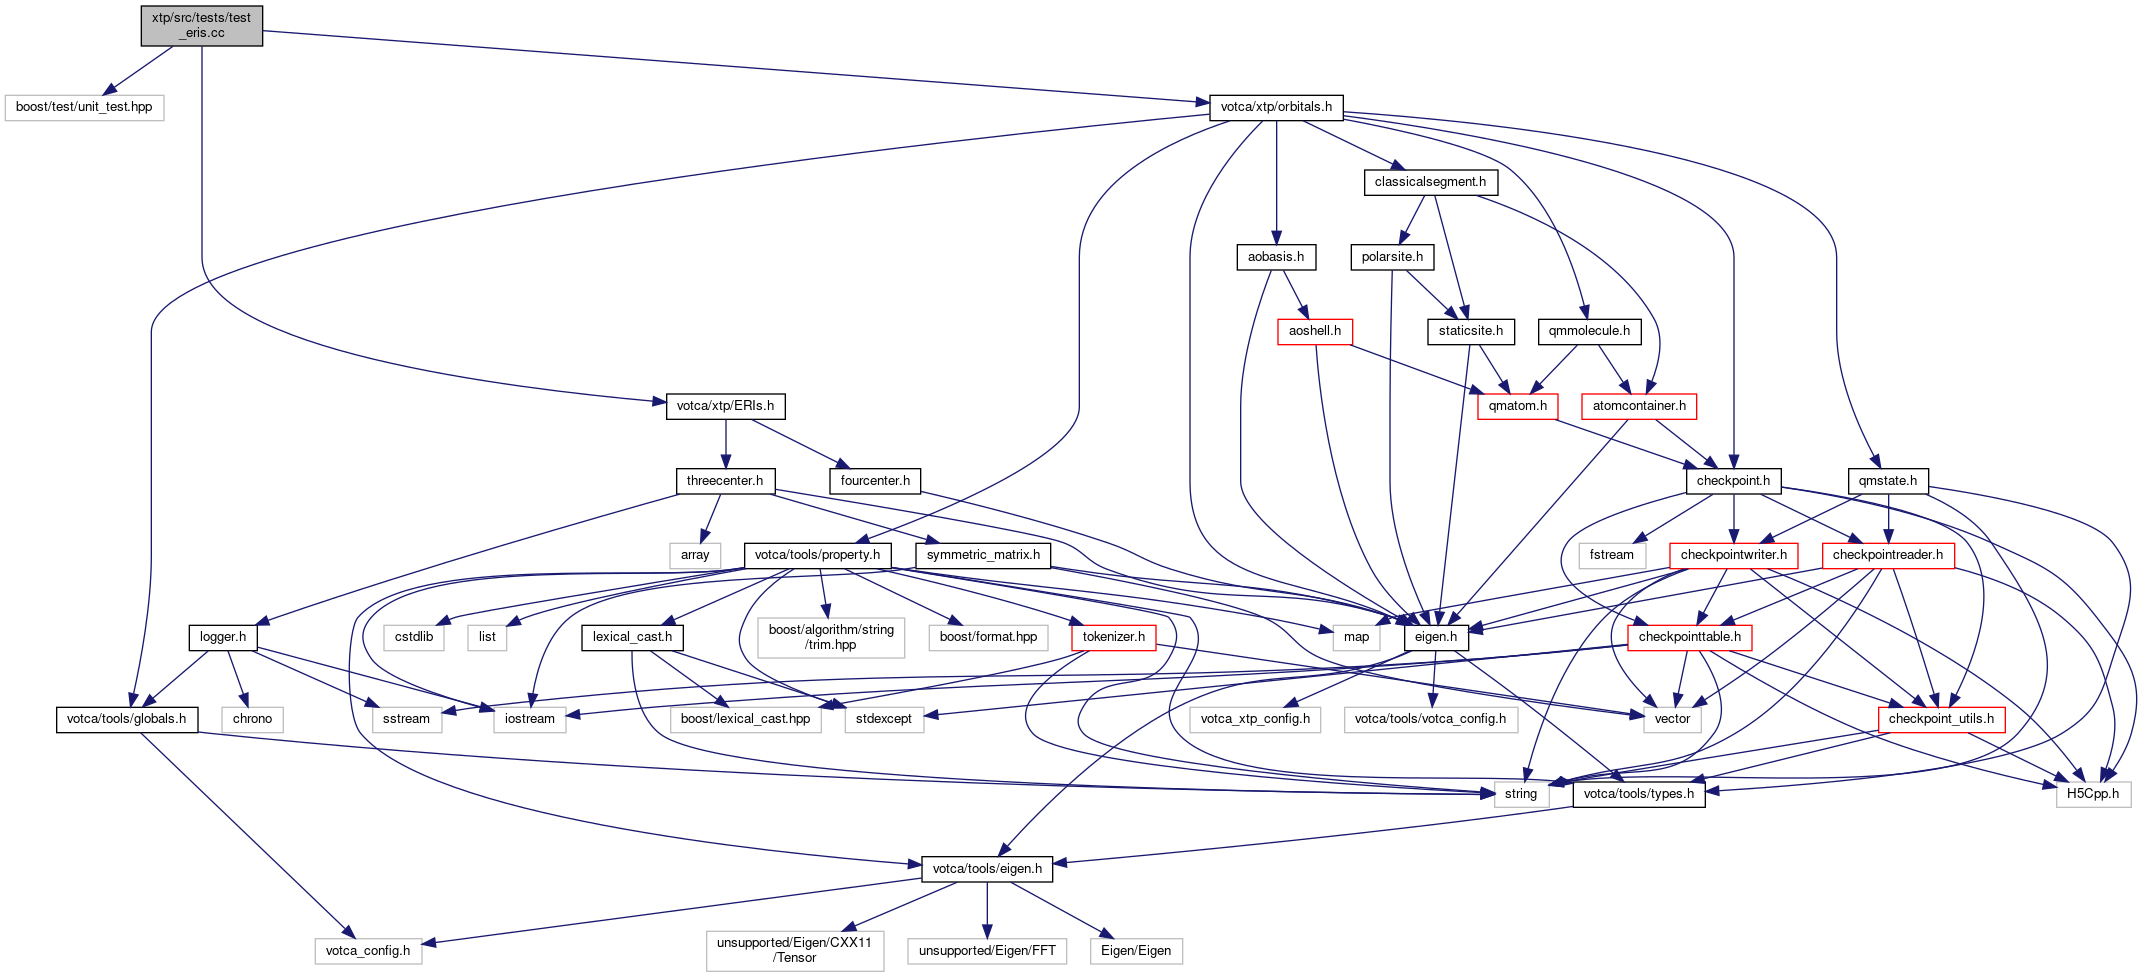 xtp/src/tests/test
_eris.cc
boost/test/unit_test.hpp
votca/xtp/orbitals.h
classicalsegment.h
aobasis.h
polarsite.h
aoshell.h
staticsite.h
qmmolecule.h
votca/xtp/ERIs.h
qmatom.h
atomcontainer.h
threecenter.h
fourcenter.h
checkpoint.h
qmstate.h
array
votca/tools/property.h
symmetric_matrix.h
fstream
checkpointwriter.h
checkpointreader.h
logger.h
cstdlib
list
lexical_cast.h
boost/algorithm/string
/trim.hpp
boost/format.hpp
tokenizer.h
map
eigen.h
checkpointtable.h
votca/tools/globals.h
chrono
sstream
iostream
boost/lexical_cast.hpp
stdexcept
votca_xtp_config.h
votca/tools/votca_config.h
vector
checkpoint_utils.h
string
votca/tools/types.h
H5Cpp.h
votca/tools/eigen.h
votca_config.h
unsupported/Eigen/CXX11
/Tensor
unsupported/Eigen/FFT
Eigen/Eigen